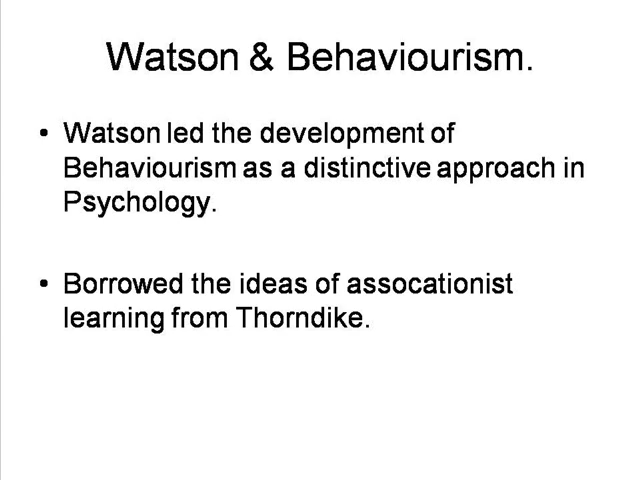 Watson & Behaviourism.
• Watson led the development of
Behaviourism as a distinctive approach in
Psychology.
• Borrowed the ideas of assocationist
learning from Thorndike.